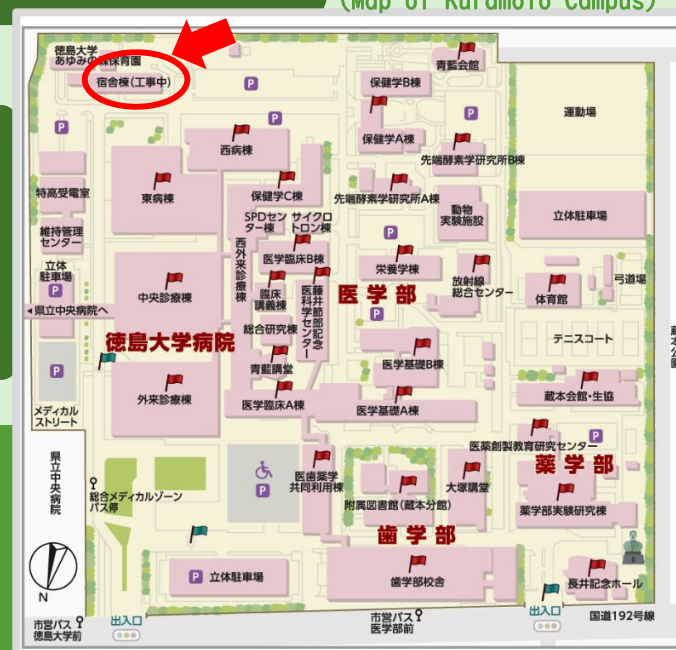 (Map of Kuramoto Campus)
徳島大学
あゆみの森保育園
宿舎棟(工事中)
P
P
P
P
青藍会館
保健学B棟
運動場
西病棟
保健学A棟
先端酵素学研究所B棟
特高受電室
東病棟
保健学C棟
先端酵素学研究所A棟
動物
実験施設
立体駐車場
SPDセン
ター棟
サイクロ
トロン棟
維持管理
センター
P
西外来診療棟
医学臨床B棟
栄養学棟
放射線
総合センター
体育館
弓道場
立体
駐車場
P
中央診療棟
臨床
講義棟
藤井節郎記念
医科学センター
医学部
◀県立中央病院へ
総合研究棟
P
テニスコート
蔵本公園
徳島大学病院
青藍講堂
医学基礎B棟
P
外来診療棟
医学臨床A棟
医学基礎A棟
蔵本会館・生協
メディカル
ストリート
医薬創製教育研究センター
P
薬学部
県立中央病院
総合メディカルゾーン
バス停
P
医歯薬学
共同利用棟
附属図書館(蔵本分館)
大塚講堂
薬学部実験研究棟
歯学部
N
P 立体駐車場
歯学部校舎
長井記念ホール
市営バス
徳島大学前
出入口
市営バス
医学部前
出入口
国道192号線